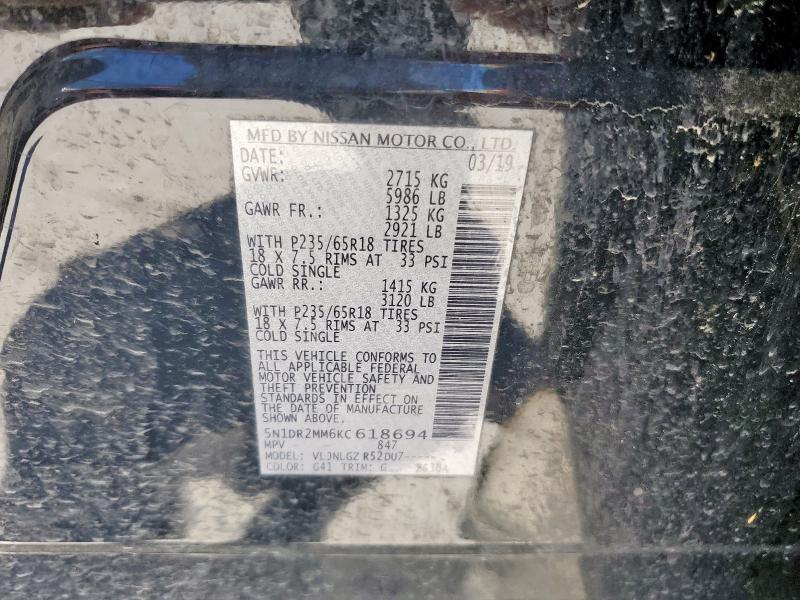 MFD BY NISSAN MOTOR CO., LTD.
DATE: 03/19
GVWR: 2715 KG
5986 LB
GAWR FR.: 1325 KG
2921 LB
WITH P235/65R18 TIRES
18 X 7.5 RIMS AT 33 PSI
COLD SINGLE
GAWR RR.: 1415 KG
3120 LB
WITH P235/65R18 TIRES
18 X 7.5 RIMS AT 33 PSI
COLD SINGLE
THIS VEHICLE CONFORMS TO
ALL APPLICABLE FEDERAL
MOTOR VEHICLE SAFETY AND
THEFT PREVENTION
STANDARDS IN EFFECT ON
THE DATE OF MANUFACTURE
SHOWN ABOVE.
5N1DR2MM6KC618694
MPV 847
MODEL: VLJNLGZ R52DU7-----
COLOR: G41 TRIM: G